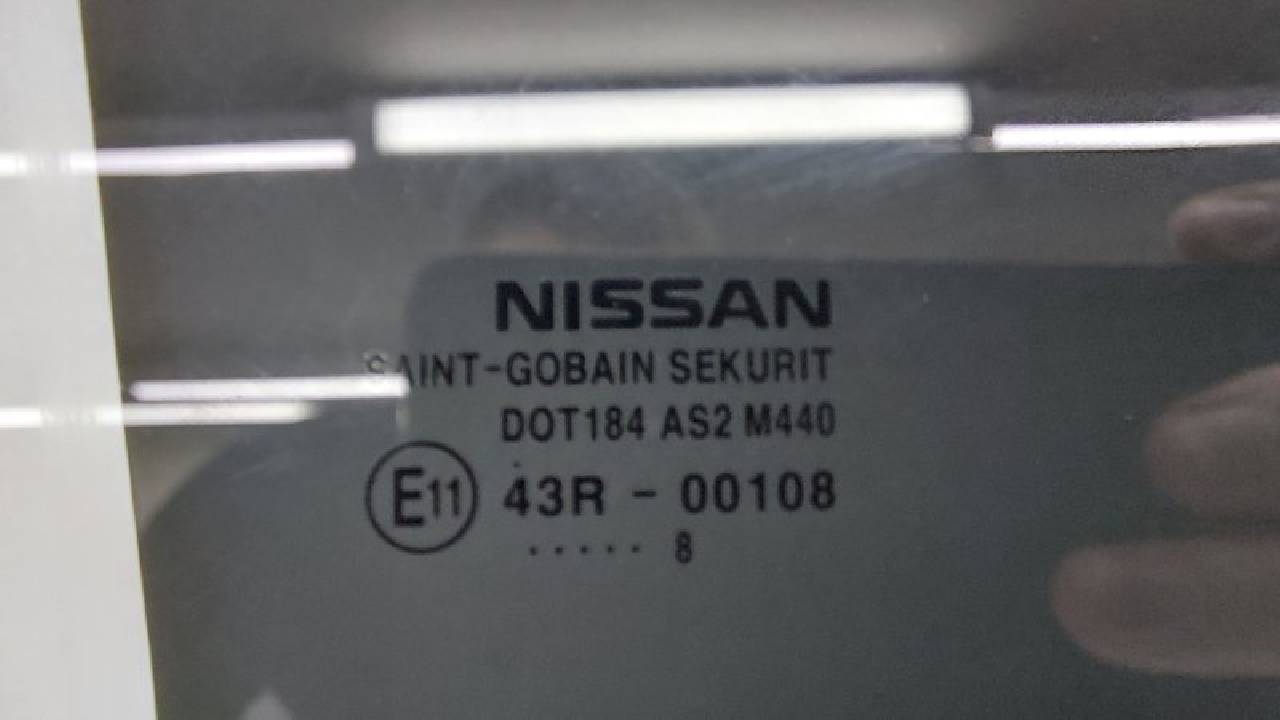 NISSAN
SAINT-GOBAIN SEKURIT
DOT184 AS2 M440
E11 43R - 00108
..... 8